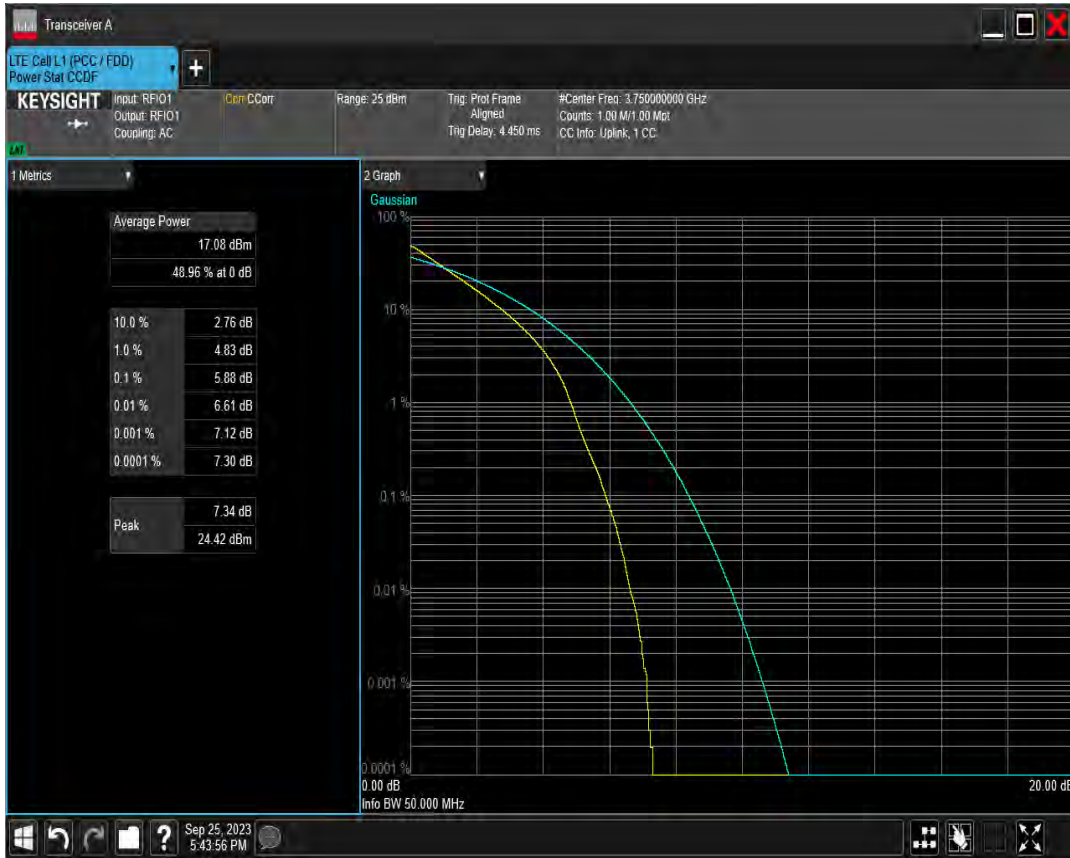 Transceiver A
LTE Cell L1 (PCC / FDD)
Power Stat CCDF
+
KEYSIGHT
Input: RFIO1
Output: RFIO1
Coupling: AC
Corr CCorr
Range: 25 dBm
Trig: Prot Frame
Aligned
Trig Delay: 4.450 ms
#Center Freq: 3.750000000 GHz
Counts: 1.00 M/1.00 Mpt
CC Info: Uplink, 1 CC
1 Metrics
Average Power
17.08 dBm
48.96 % at 0 dB
10.0 % 2.76 dB
1.0 % 4.83 dB
0.1 % 5.88 dB
0.01 % 6.61 dB
0.001 % 7.12 dB
0.0001 % 7.30 dB
Peak
7.34 dB
24.42 dBm
2 Graph
Gaussian
100 %
10 %
1 %
0.1 %
0.01 %
0.001 %
0.0001 %
0.00 dB
20.00 dB
Info BW 50.000 MHz
?
Sep 25, 2023
5:43:56 PM